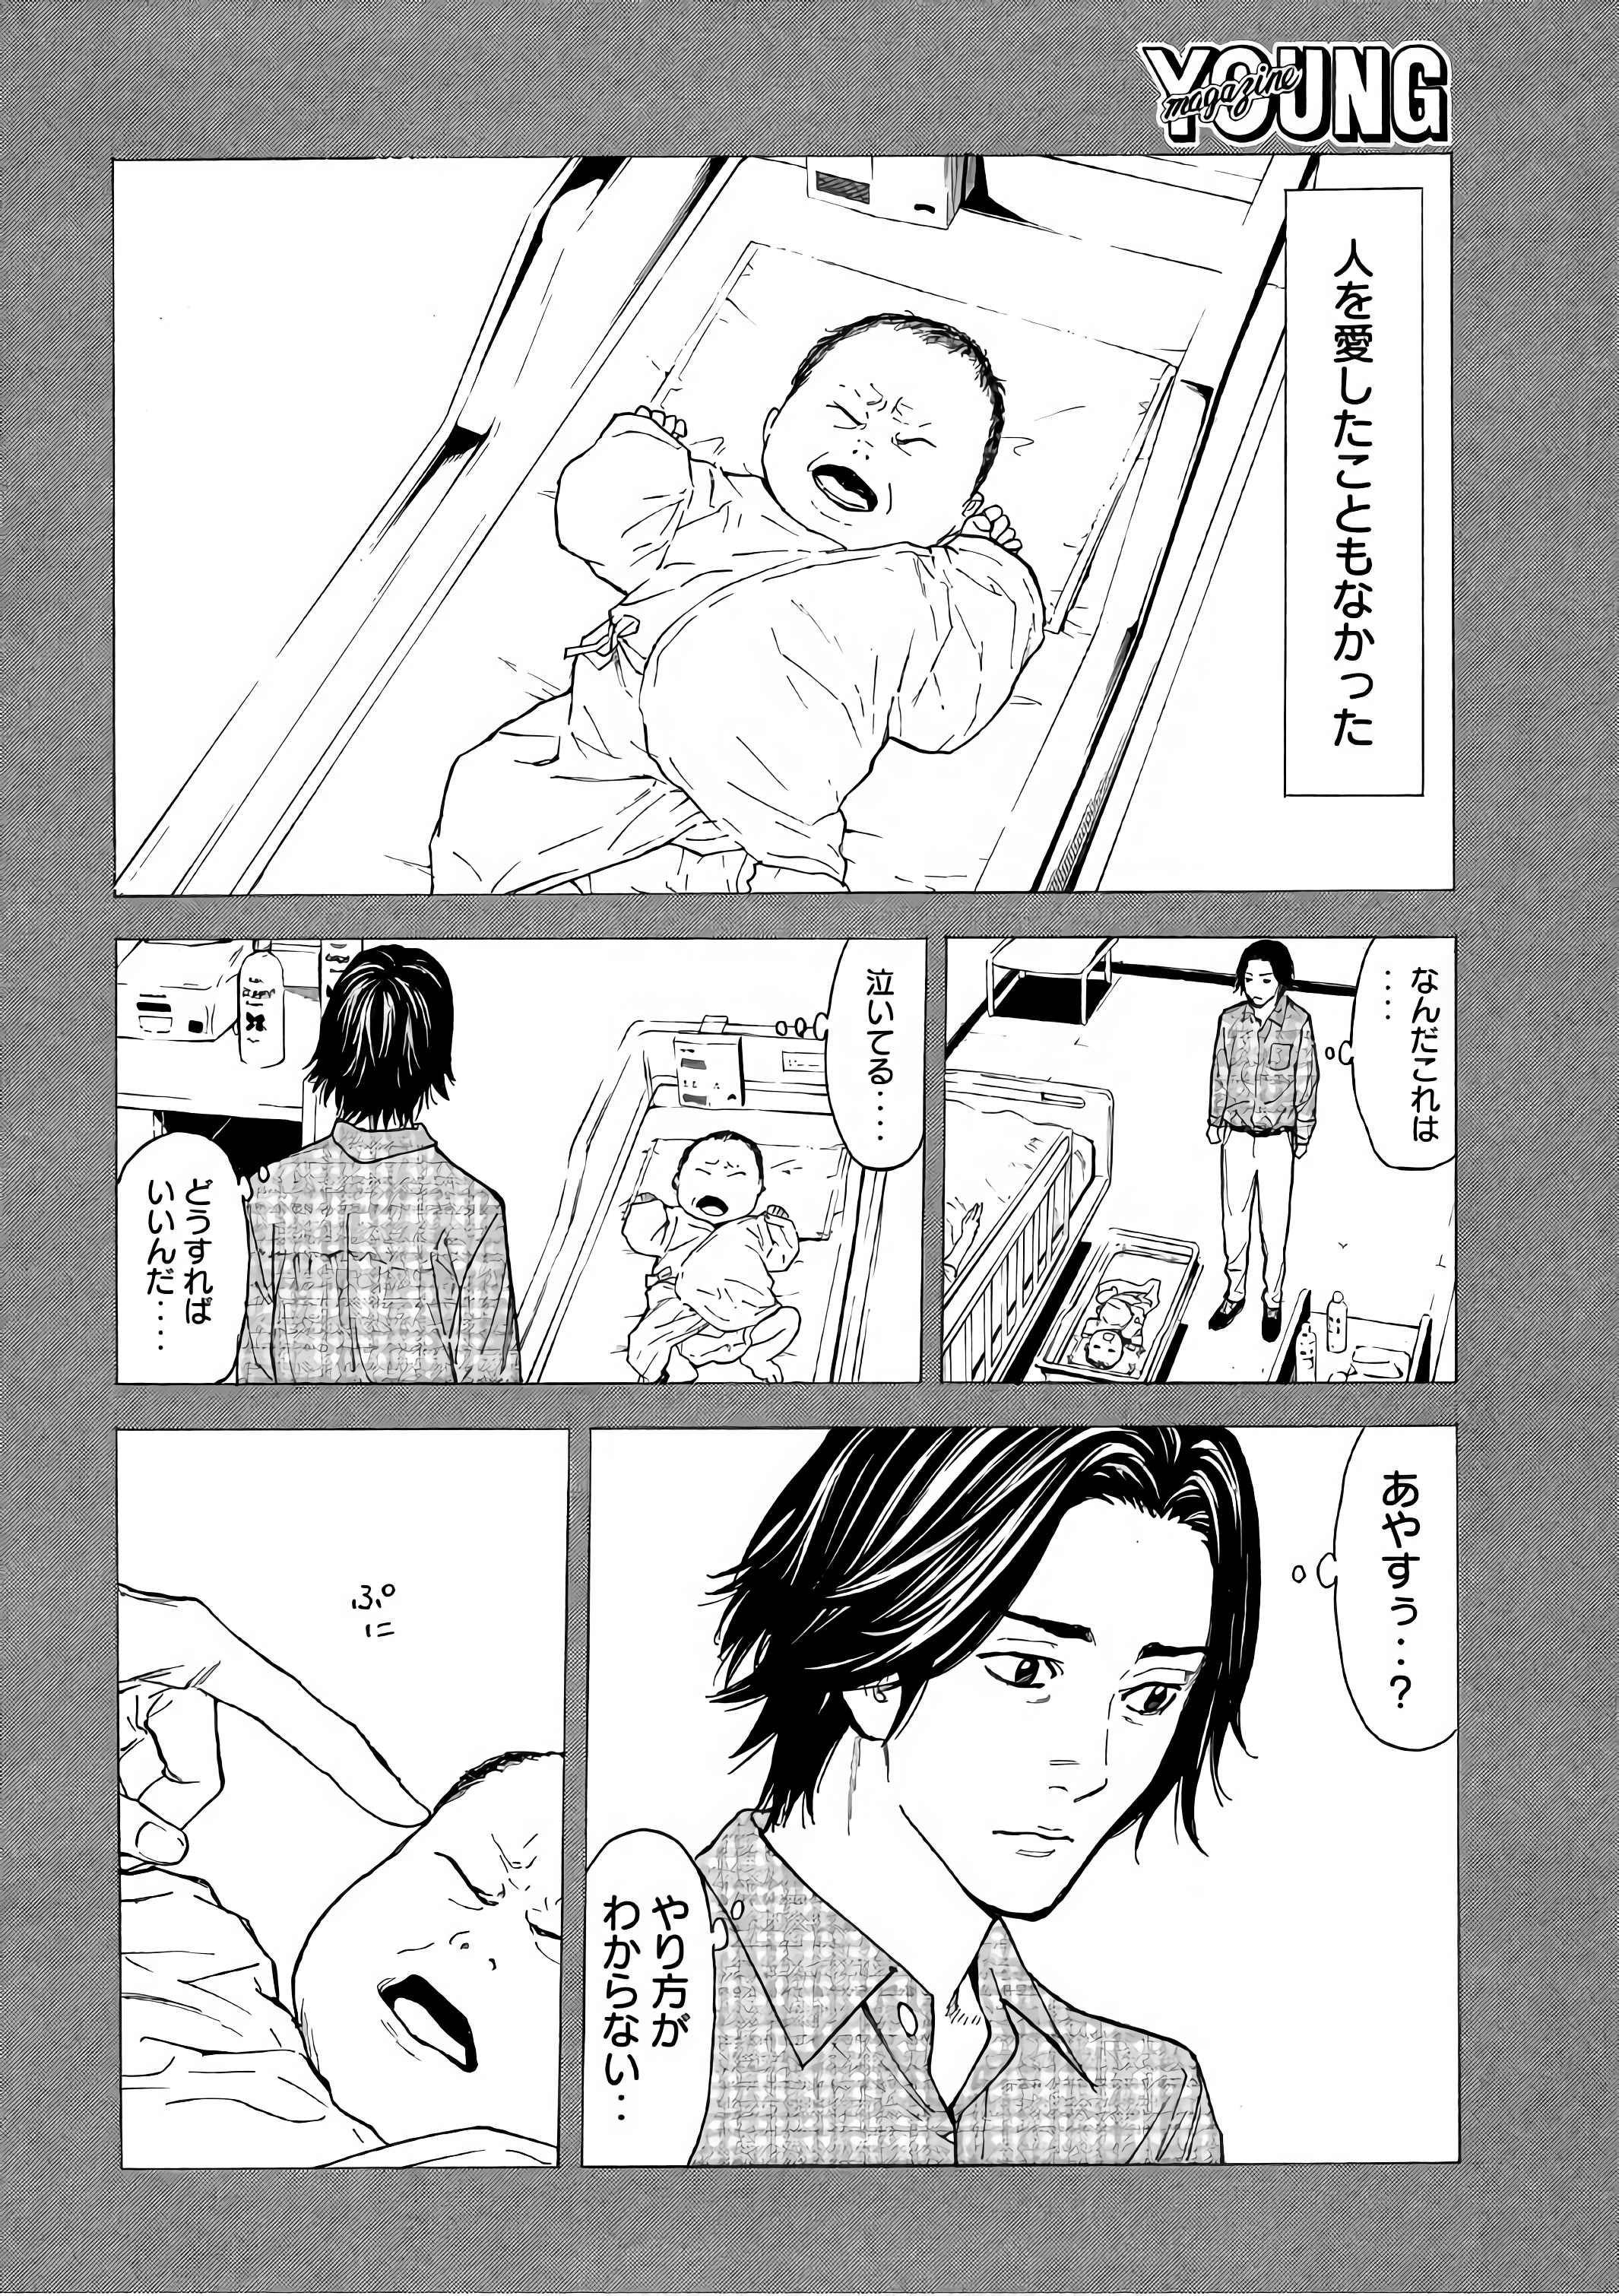 YOUNG
magazine
人を愛したこともなかった
なんだこれは
‥‥
泣いてる‥‥
どうすれば
いいんだ‥‥
あやすぅ‥‥?
やり方が
わからない‥
ぷに